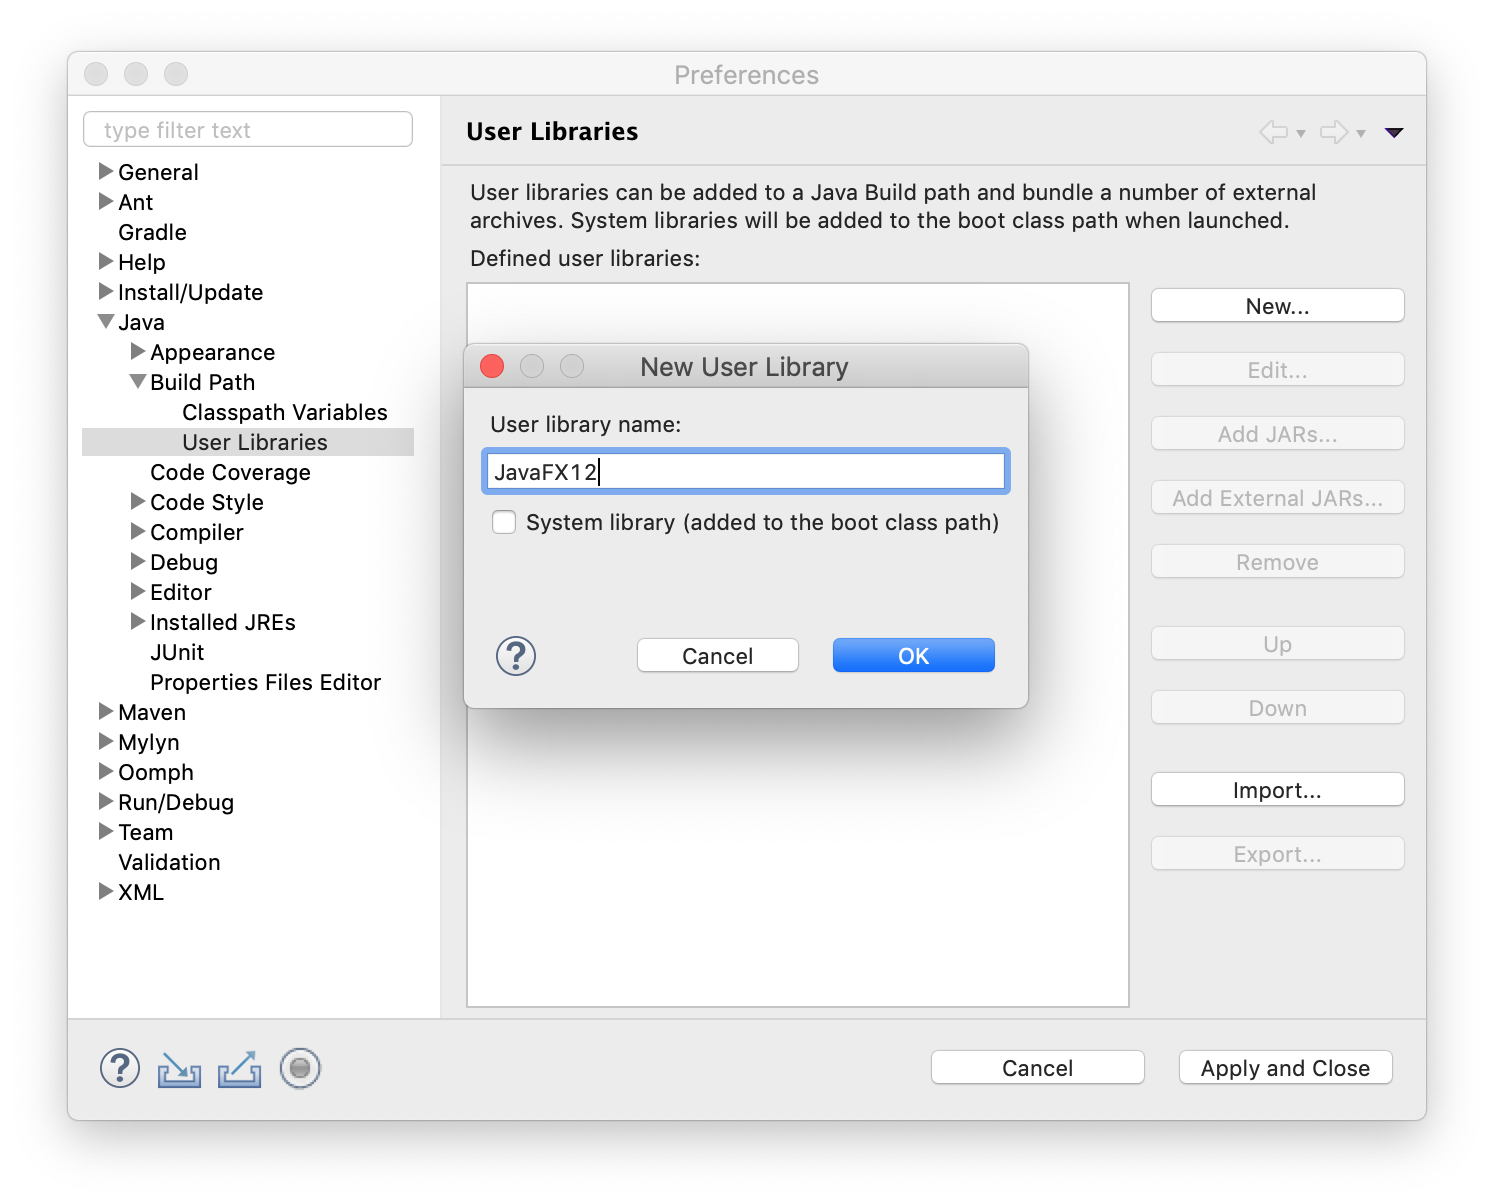 Preferences
type filter text
General
Ant
Gradle
Help
Install/Update
Java
Appearance
Build Path
Classpath Variables
User Libraries
Code Coverage
Code Style
Compiler
Debug
Editor
Installed JREs
JUnit
Properties Files Editor
Maven
Mylyn
Oomph
Run/Debug
Team
Validation
XML
User Libraries
User libraries can be added to a Java Build path and bundle a number of external
archives. System libraries will be added to the boot class path when launched.
Defined user libraries:
New...
Edit...
Add JARs...
Add External JARs...
Remove
Up
Down
Import...
Export...
New User Library
User library name:
JavaFX12
System library (added to the boot class path)
?
Cancel
OK
?
Cancel
Apply and Close